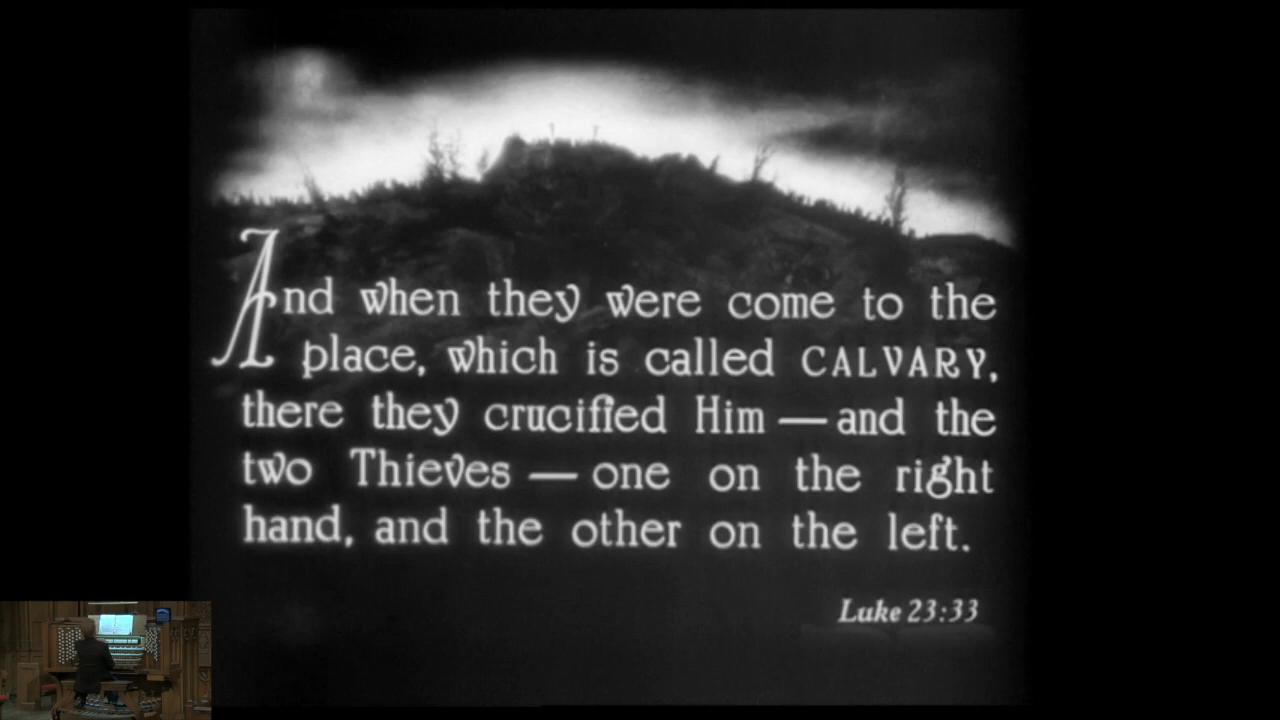 And when they were come to the
place, which is called CALVARY,
there they crucified Him — and the
two Thieves — one on the right
hand, and the other on the left.
Luke 23:33